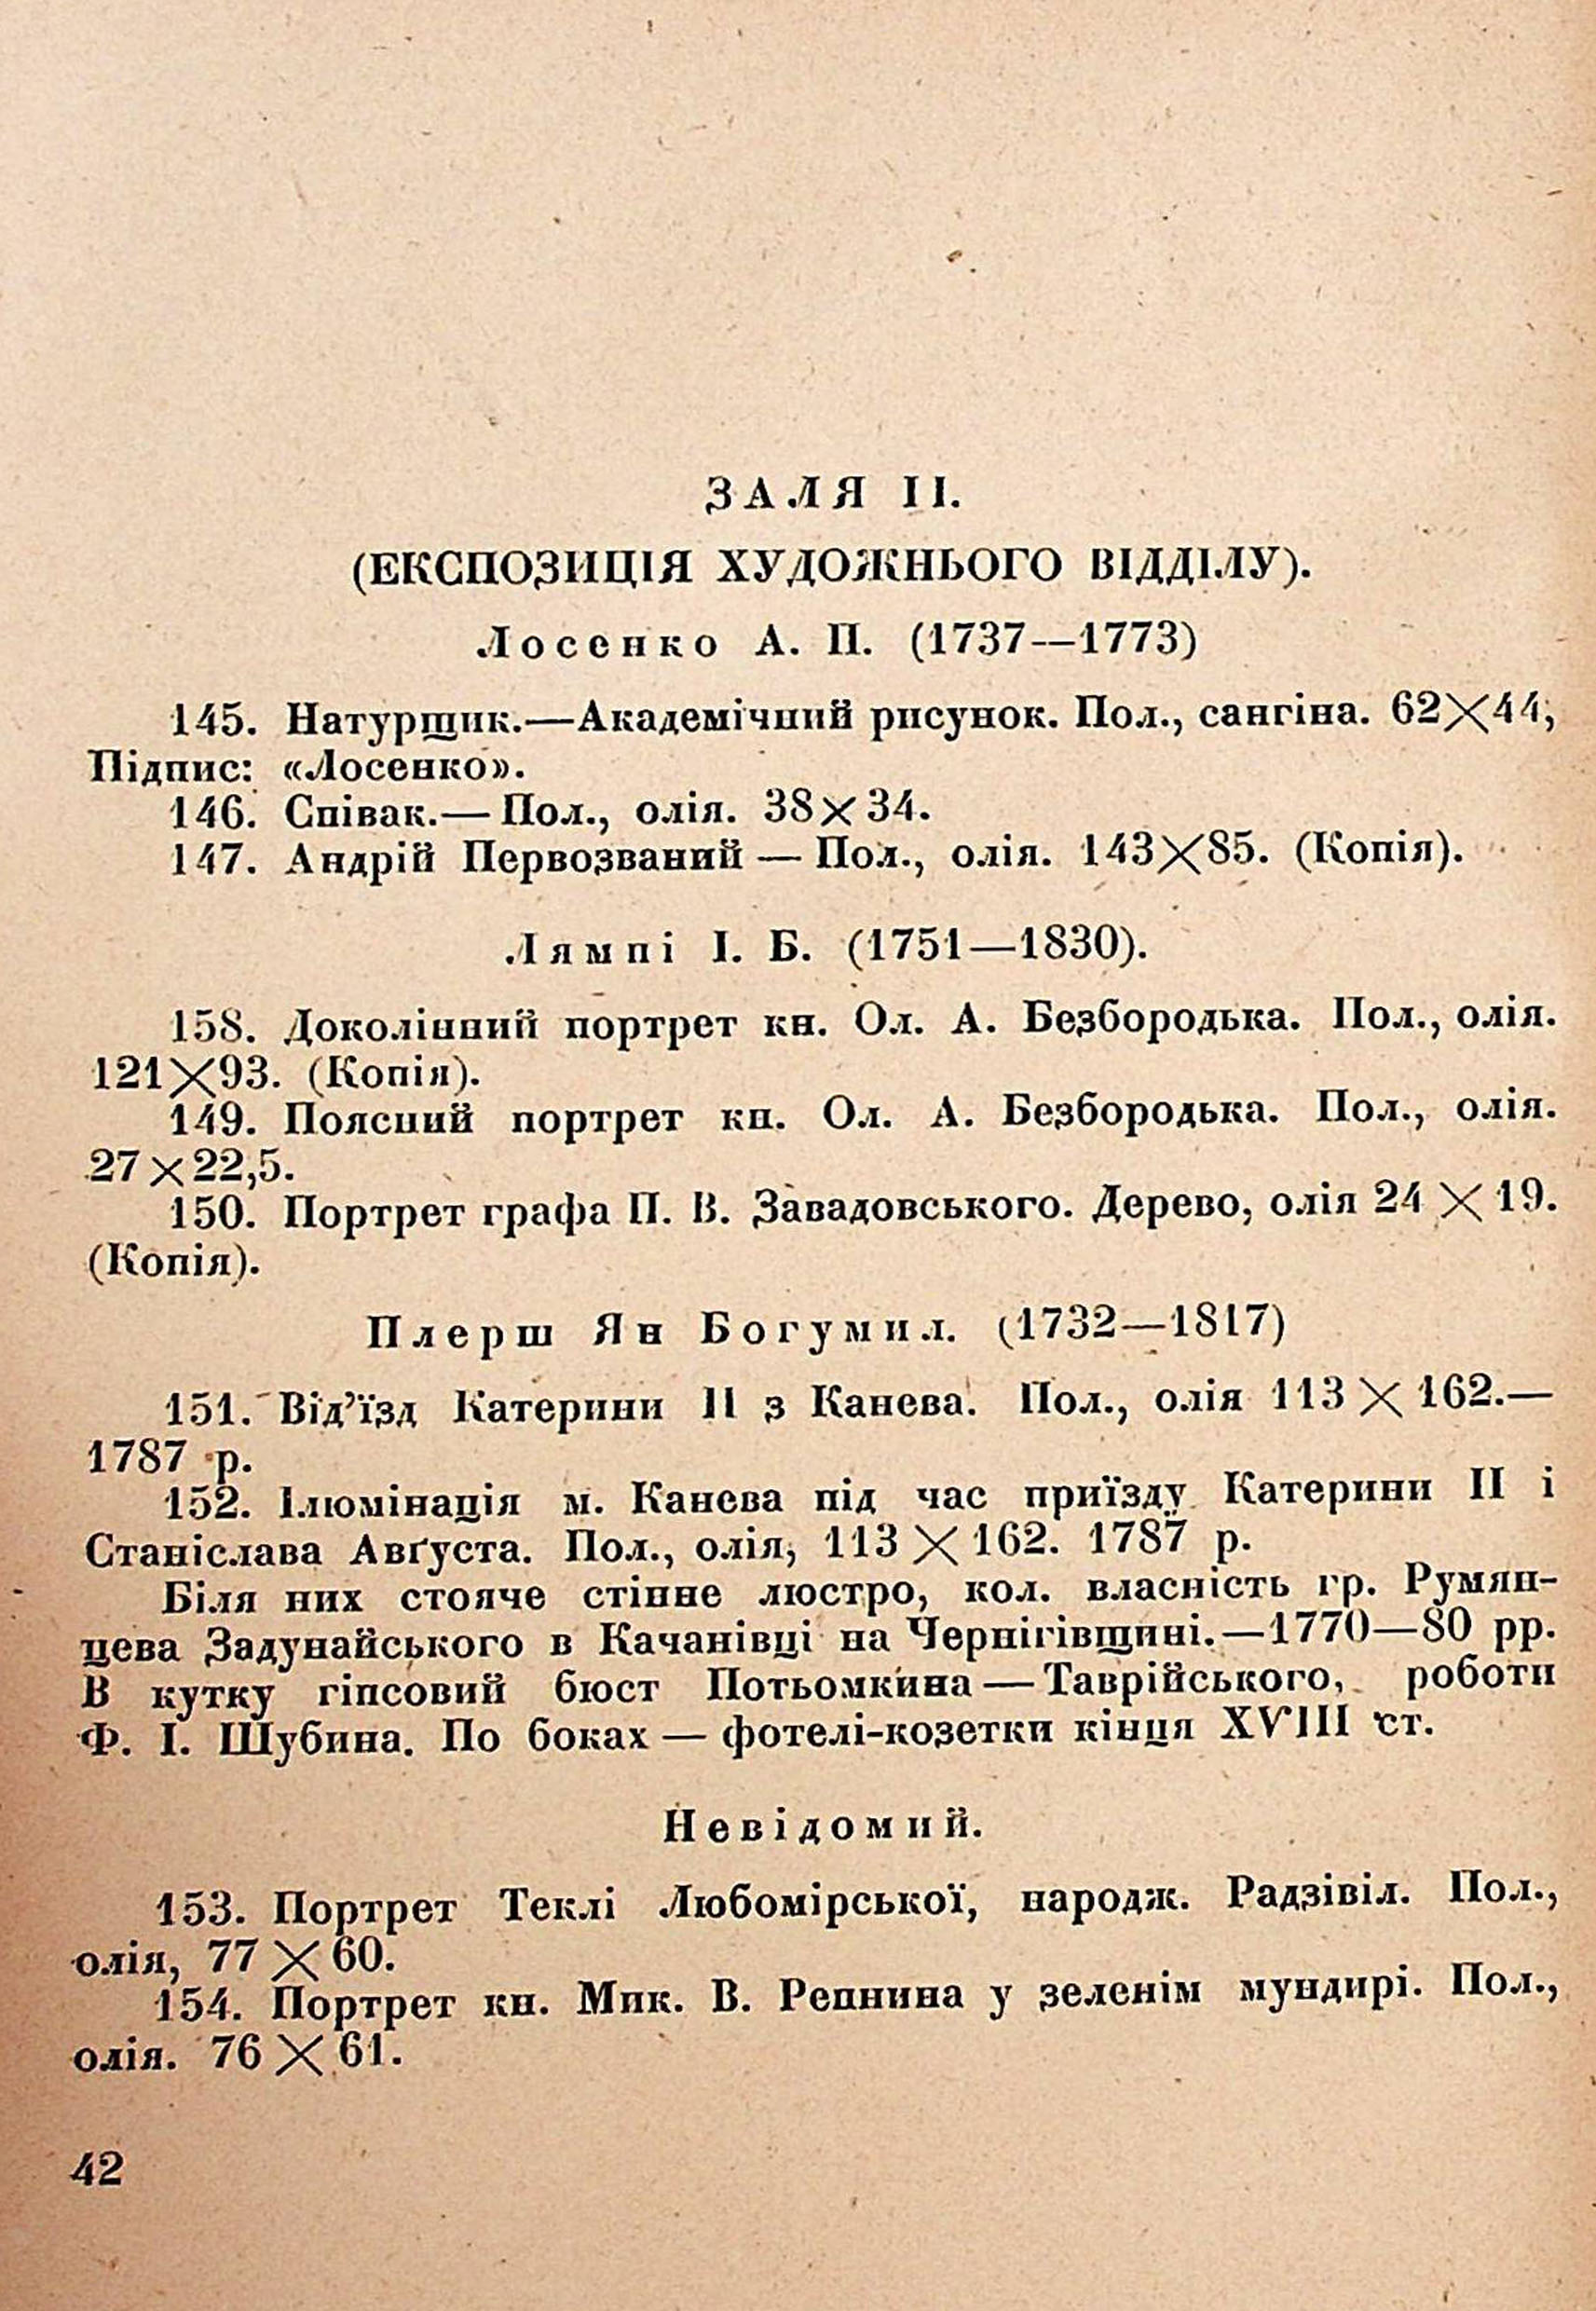 ЗАЛЯ II.
(ЕКСПОЗИЦІЯ ХУДОЖНЬОГО ВІДДІЛУ).
Лосенко А. П. (1737—1773)
145. Натурщик.—Академічний рисунок. Пол., сангіна. 62×44,
Підпис: «Лосенко».
146. Співак.— Пол., олія. 38×34.
147. Андрій Первозваний — Пол., олія. 143×85. (Копія).
Лямпі І. Б. (1751—1830).
158. Доколінний портрет кн. Ол. А. Безбородька. Пол., олія.
121×93. (Копія).
149. Поясний портрет кн. Ол. А. Безбородька. Пол., олія.
27×22,5.
150. Портрет графа П. В. Завадовського. Дерево, олія 24 × 19.
(Копія).
Плерш Ян Богумил. (1732—1817)
151. Від’їзд Катерини II з Канева. Пол., олія 113 × 162.—
1787 р.
152. Ілюмінація м. Канева під час приїзду Катерини II і
Станіслава Авґуста. Пол., олія, 113 × 162. 1787 р.
Біля них стояче стінне люстро, кол. власність гр. Румян-
цева Задунайського в Качанівці на Чернігівщині.—1770—80 рр.
В кутку гіпсовий бюст Потьомкина — Таврійського, роботи
Ф. І. Шубина. По боках — фотелі-козетки кінця XVIII ст.
Невідомий.
153. Портрет Теклі Любомірської, народж. Радзівіл. Пол.,
олія, 77 × 60.
154. Портрет кн. Мик. В. Репнина у зеленім мундирі. Пол.,
олія. 76 × 61.
42